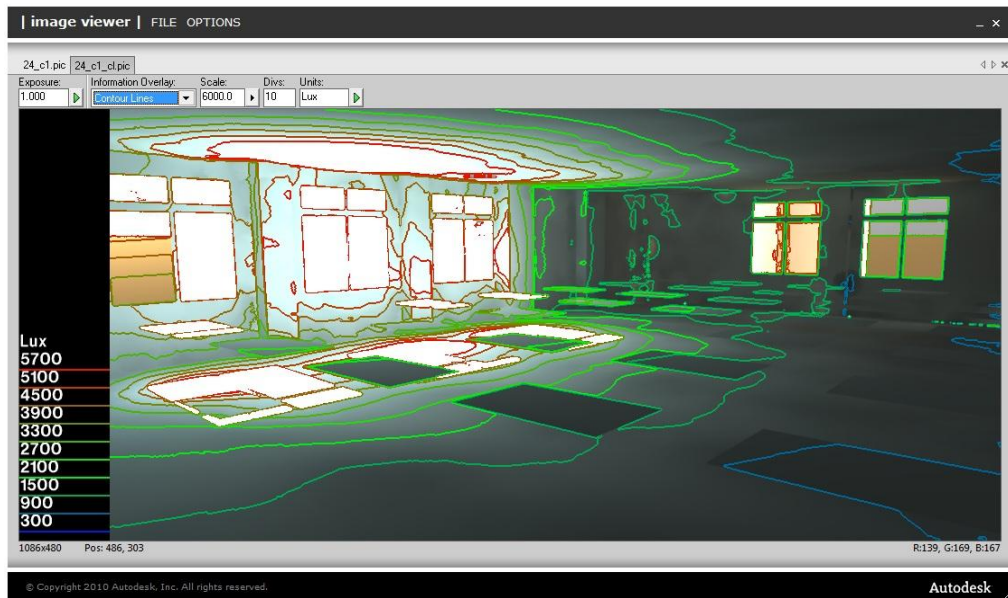 | image viewer | FILE OPTIONS
24_c1.pic 24_c1_cl.pic
Exposure: Information Overlay: Scale: Divs: Units:
1.000 Contour Lines 6000.0 10 Lux
Lux
5700
5100
4500
3900
3300
2700
2100
1500
900
300
1086x480 Pos: 486, 303 R:139, G:169, B:167
© Copyright 2010 Autodesk, Inc. All rights reserved. Autodesk